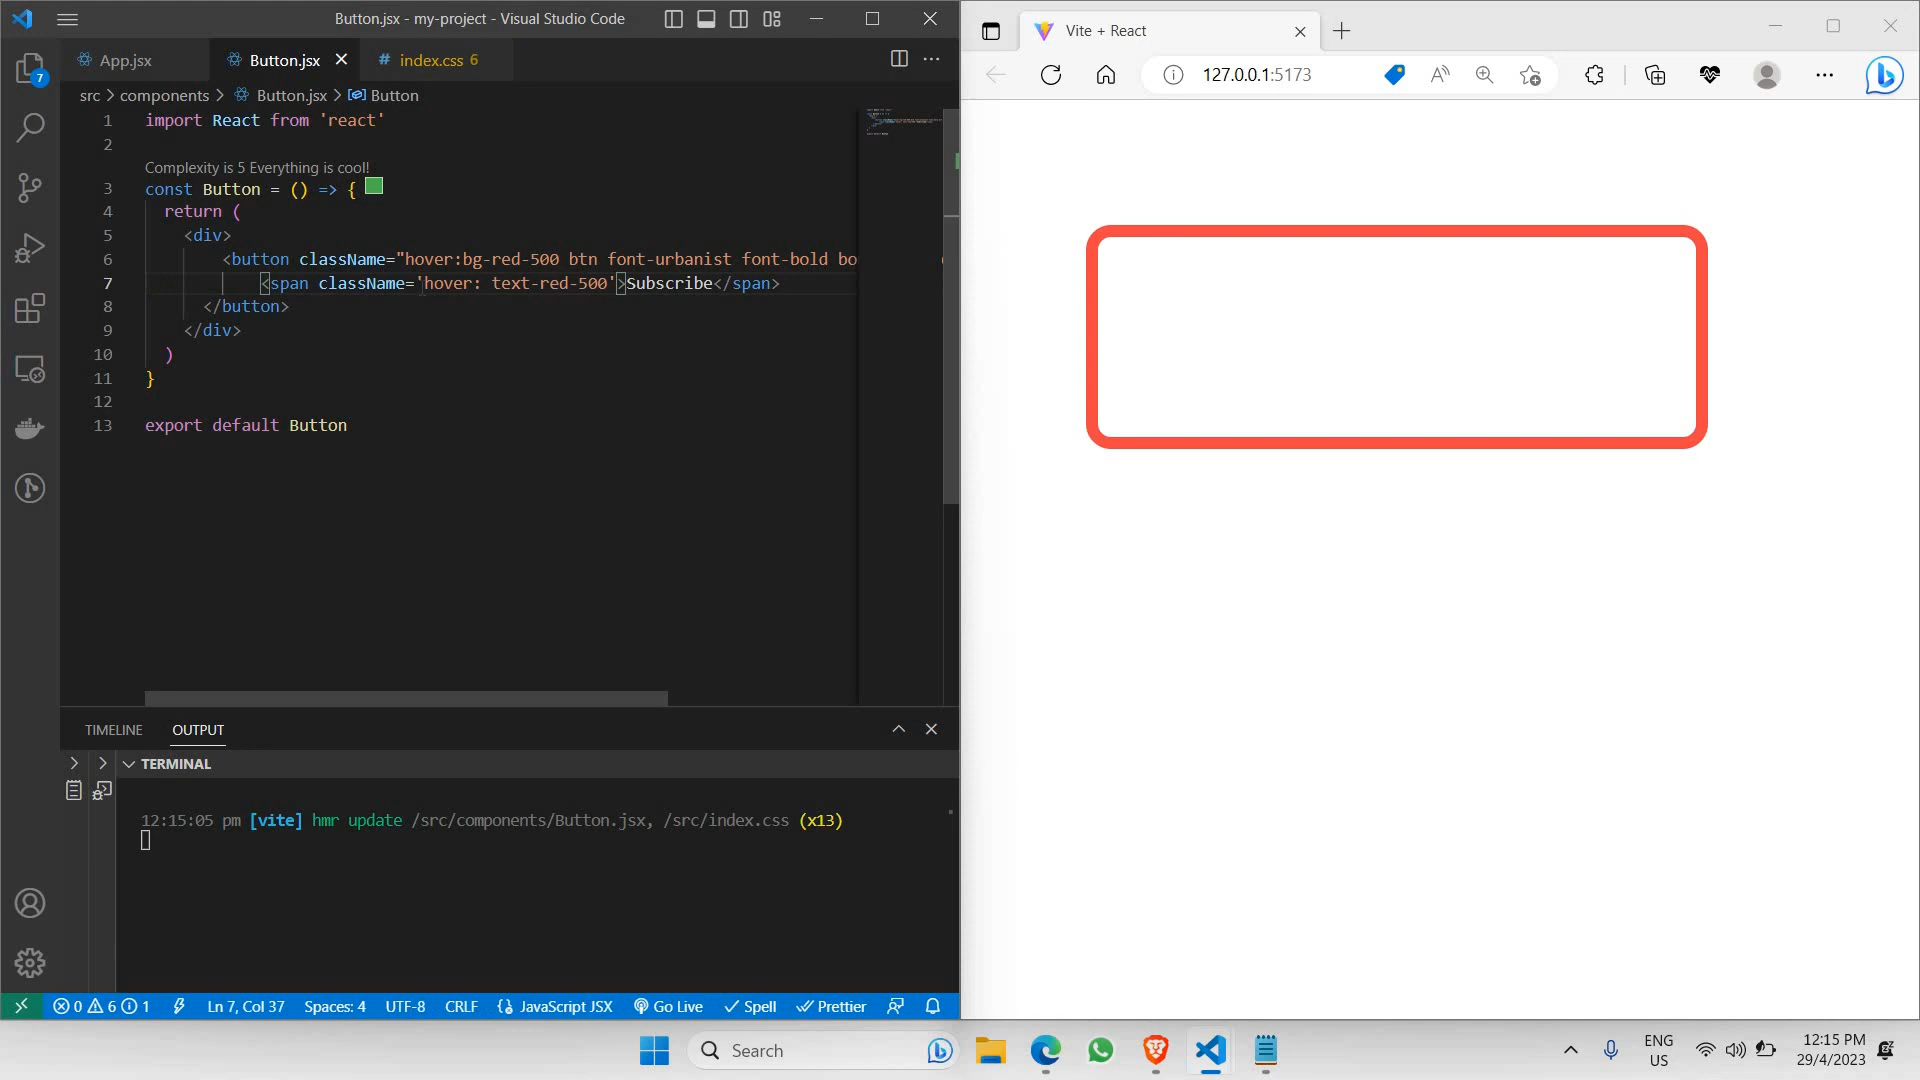 Button.jsx - my-project - Visual Studio Code
7
App.jsx
Button.jsx
# index.css 6
src > components > Button.jsx > Button
1 import React from 'react'
2
Complexity is 5 Everything is cool!
3 const Button = () => {
4 return (
5 <div>
6 <button className="hover:bg-red-500 btn font-urbanist font-bold bo
7 <span className='hover: text-red-500'>Subscribe</span>
8 </button>
9 </div>
10 )
11 }
12
13 export default Button
TIMELINE
OUTPUT
TERMINAL
12:15:05 pm [vite] hmr update /src/components/Button.jsx, /src/index.css (x13)
0 6 1
Ln 7, Col 37
Spaces: 4
UTF-8
CRLF
JavaScript JSX
Go Live
Spell
Prettier
Vite + React
127.0.0.1:5173
Search
ENG
US
12:15 PM
29/4/2023